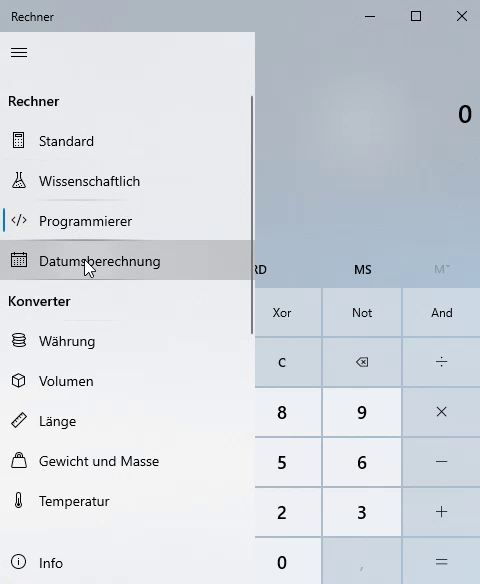 Rechner
0
Rechner
Standard
Wissenschaftlich
Programmierer
Datumsberechnung
RD MS M˅
Konverter
Währung
Volumen
Länge
Gewicht und Masse
Temperatur
Info
Xor Not And
C ÷
8 9 ×
5 6 −
2 3 +
0 , =